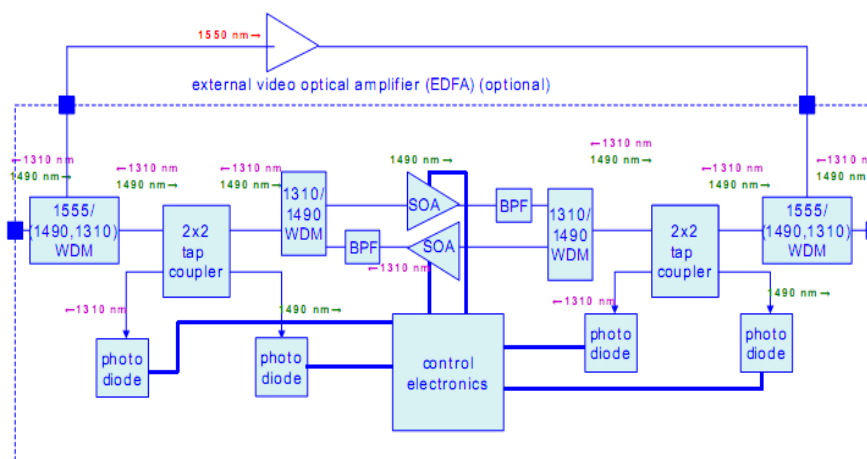 1550 nm→
external video optical amplifier (EDFA) (optional)
←1310 nm
1490 nm→
←1310 nm
1490 nm→
←1310 nm
1490 nm→
1490 nm→
←1310 nm
1490 nm→
←1310 nm
1490 nm→
←1310 nm
1490 nm→
1555/
(1490,1310)
WDM
2x2
tap
coupler
1310/
1490
WDM
SOA
BPF
BPF
SOA
←1310 nm
1310/
1490
WDM
2x2
tap
coupler
1555/
(1490,1310)
WDM
←1310 nm
1490 nm→
←1310 nm
1490 nm→
photo
diode
photo
diode
control
electronics
photo
diode
photo
diode